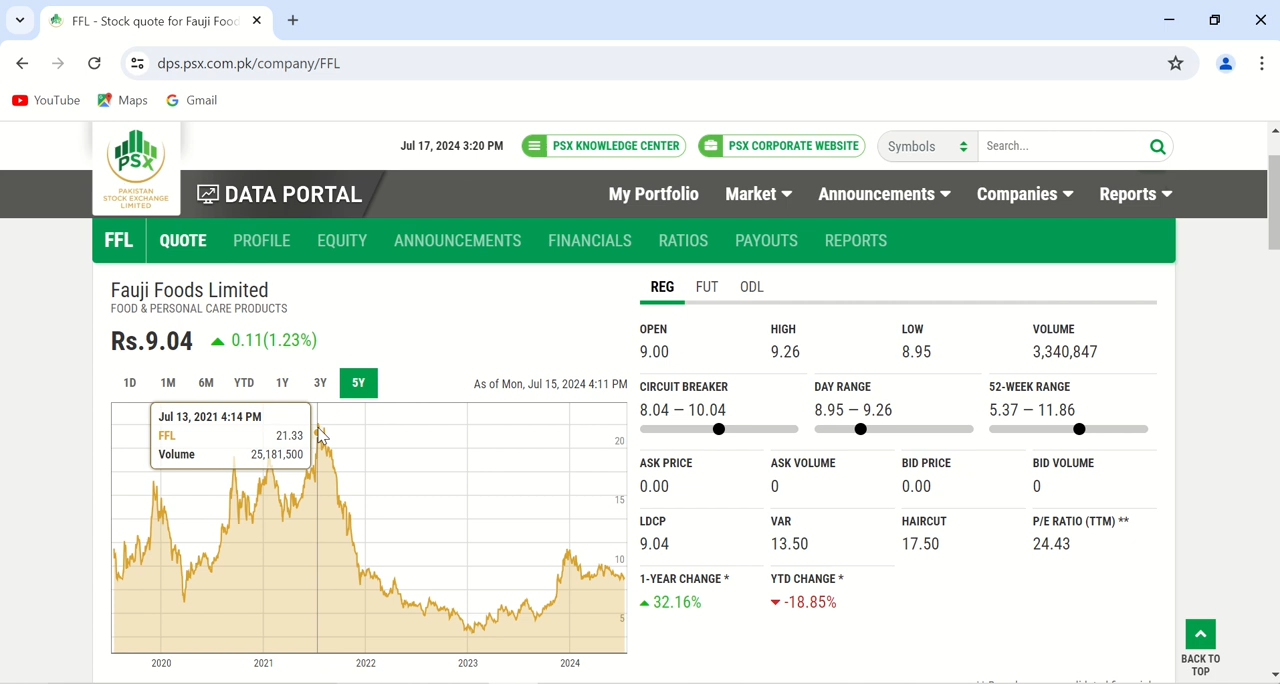 FFL - Stock quote for Fauji Food
dps.psx.com.pk/company/FFL
YouTube Maps Gmail
PSX
PAKISTAN
STOCK EXCHANGE
LIMITED
Jul 17, 2024 3:20 PM PSX KNOWLEDGE CENTER PSX CORPORATE WEBSITE Symbols Search...
DATA PORTAL My Portfolio Market Announcements Companies Reports
FFL QUOTE PROFILE EQUITY ANNOUNCEMENTS FINANCIALS RATIOS PAYOUTS REPORTS
Fauji Foods Limited
FOOD & PERSONAL CARE PRODUCTS
Rs.9.04 0.11(1.23%)
1D 1M 6M YTD 1Y 3Y 5Y As of Mon, Jul 15, 2024 4:11 PM
Jul 13, 2021 4:14 PM
FFL 21.33
Volume 25,181,500
20
15
10
5
2020 2021 2022 2023 2024
REG FUT ODL
OPEN HIGH LOW VOLUME
9.00 9.26 8.95 3,340,847
CIRCUIT BREAKER DAY RANGE 52-WEEK RANGE
8.04 — 10.04 8.95 — 9.26 5.37 — 11.86
ASK PRICE ASK VOLUME BID PRICE BID VOLUME
0.00 0 0.00 0
LDCP VAR HAIRCUT P/E RATIO (TTM) **
9.04 13.50 17.50 24.43
1-YEAR CHANGE * YTD CHANGE *
32.16% -18.85%
BACK TO
TOP